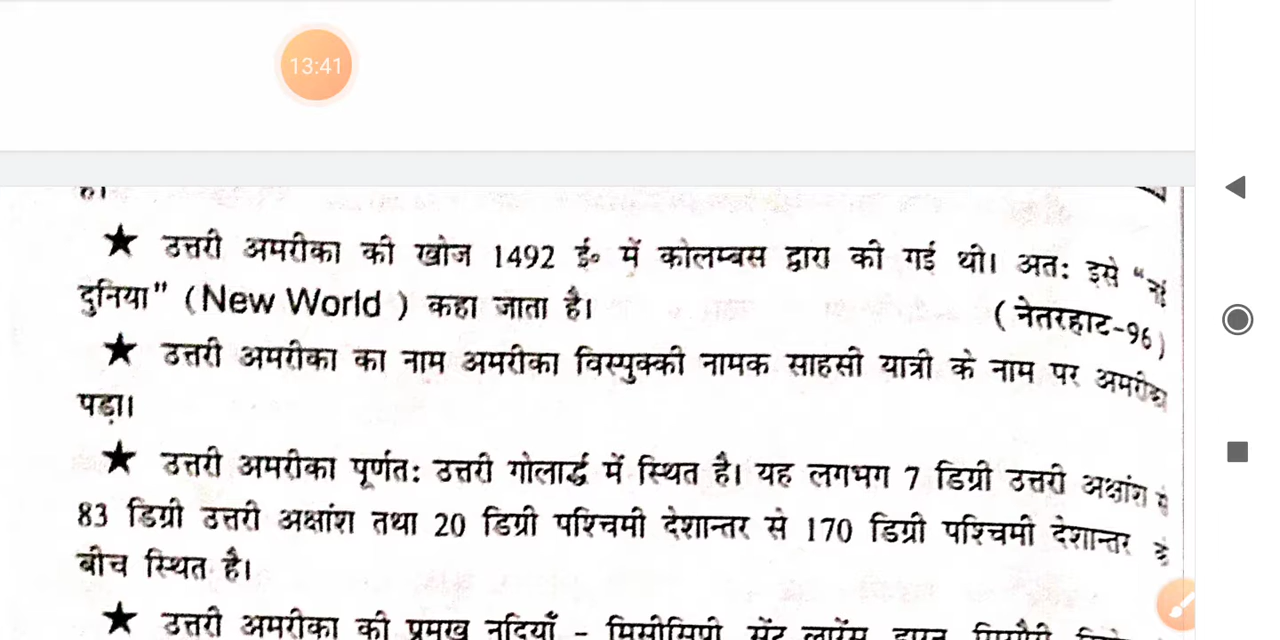 13:41
है।
★ उत्तरी अमरीका की खोज 1492 ई० में कोलम्बस द्वारा की गई थी। अत: इसे "नई
दुनिया" (New World ) कहा जाता है।
( नेतरहाट-96)
★ उत्तरी अमरीका का नाम अमरीका विस्पुक्की नामक साहसी यात्री के नाम पर अमरीका
पड़ा।
★ उत्तरी अमरीका पूर्णत: उत्तरी गोलार्द्ध में स्थित है। यह लगभग 7 डिग्री उत्तरी अक्षांश से
83 डिग्री उत्तरी अक्षांश तथा 20 डिग्री पश्चिमी देशान्तर से 170 डिग्री पश्चिमी देशान्तर के
बीच स्थित है।
★ उत्तरी अमरीका की प्रमुख नदियाँ - मिसीसिपी, सेंट लारेंस